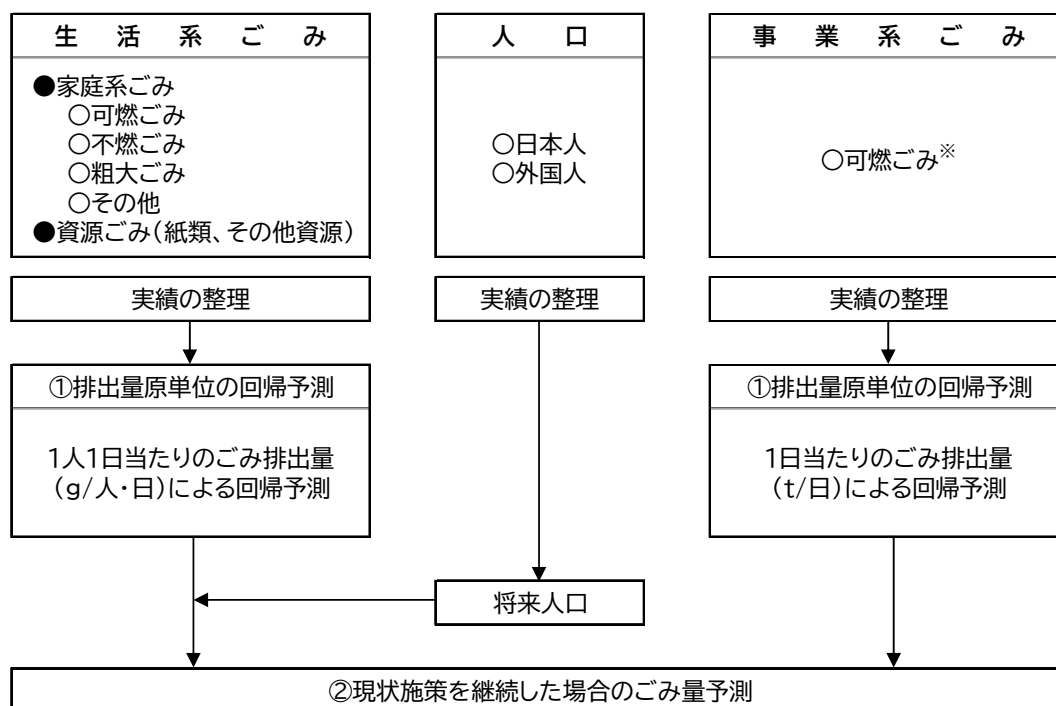 生活系ごみ
●家庭系ごみ
○可燃ごみ
○不燃ごみ
○粗大ごみ
○その他
●資源ごみ（紙類、その他資源）
人口
○日本人
○外国人
事業系ごみ
○可燃ごみ※
実績の整理
実績の整理
実績の整理
①排出量原単位の回帰予測
1人1日当たりのごみ排出量
（g/人・日）による回帰予測
①排出量原単位の回帰予測
1日当たりのごみ排出量
（t/日）による回帰予測
将来人口
②現状施策を継続した場合のごみ量予測